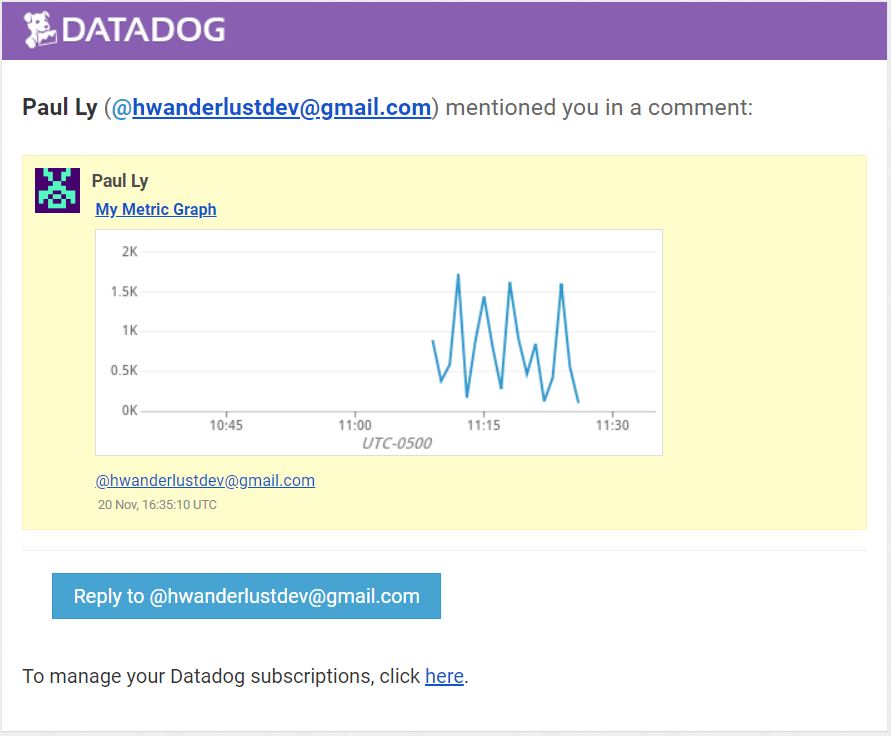 DATADOG
Paul Ly (@hwanderlustdev@gmail.com) mentioned you in a comment:
Paul Ly
My Metric Graph
2K
1.5K
1K
0.5K
0K
10:45 11:00 11:15 11:30
UTC-0500
@hwanderlustdev@gmail.com
20 Nov, 16:35:10 UTC
Reply to @hwanderlustdev@gmail.com
To manage your Datadog subscriptions, click here.